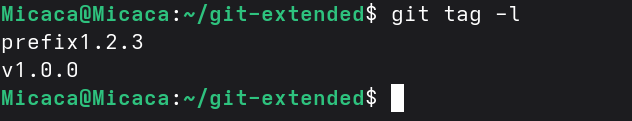 Micaca@Micaca:~/git-extended$ git tag -l
prefix1.2.3
v1.0.0
Micaca@Micaca:~/git-extended$